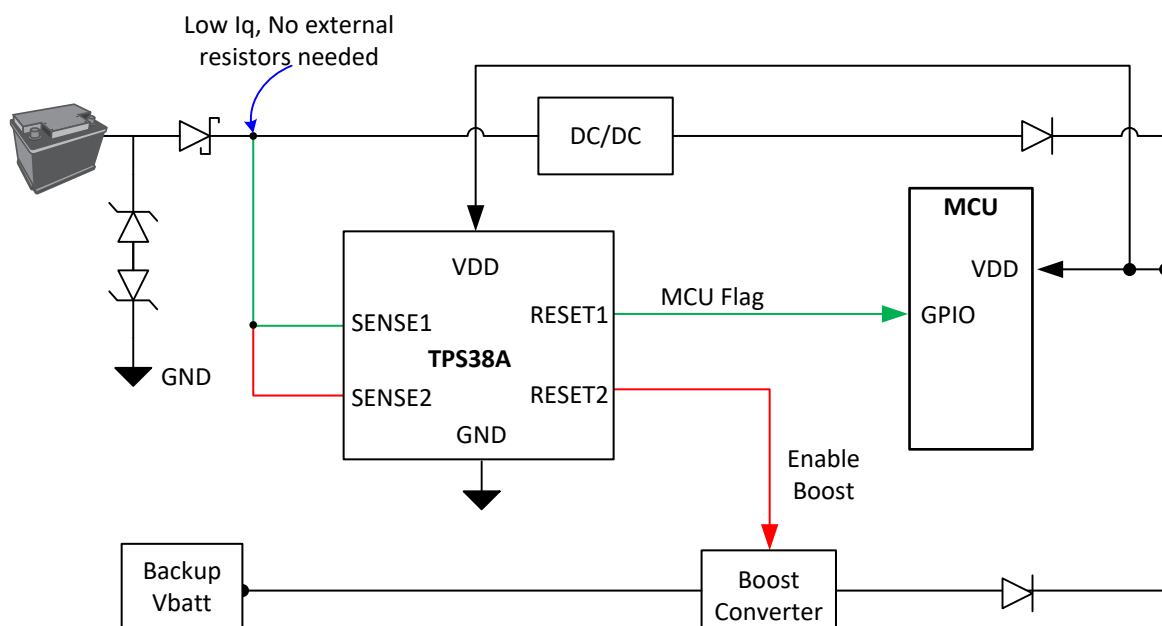 Low Iq, No external
resistors needed
DC/DC
MCU
VDD
VDD
RESET1
MCU Flag
GPIO
SENSE1
TPS38A
GND
SENSE2
RESET2
GND
Enable
Boost
Backup
Vbatt
Boost
Converter